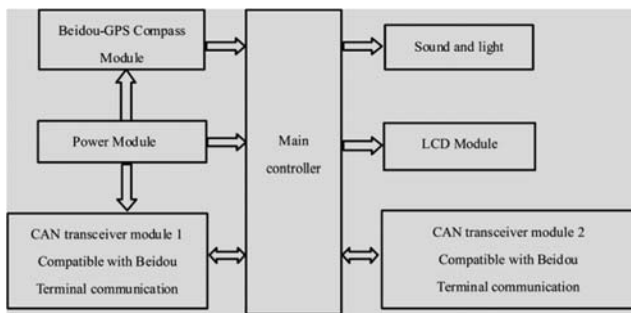 Beidou-GPS Compass
Module
Sound and light
Power Module
Main
controller
LCD Module
CAN transceiver module 1
Compatible with Beidou
Terminal communication
CAN transceiver module 2
Compatible with Beidou
Terminal communication